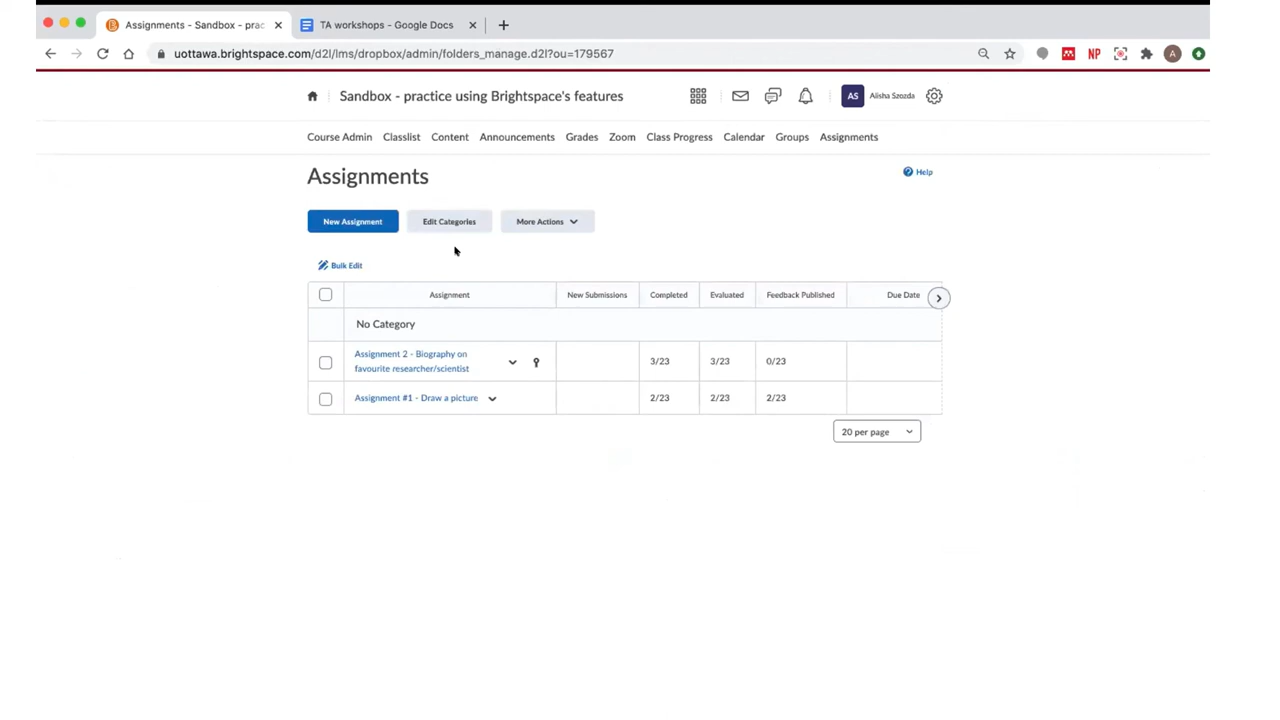 Assignments - Sandbox - prac
TA workshops - Google Docs
uottawa.brightspace.com/d2l/lms/dropbox/admin/folders_manage.d2l?ou=179567
NP
A
Sandbox - practice using Brightspace's features
AS
Alisha Szozda
Course Admin Classlist Content Announcements Grades Zoom Class Progress Calendar Groups Assignments
Assignments
Help
New Assignment Edit Categories More Actions
Bulk Edit
Assignment New Submissions Completed Evaluated Feedback Published Due Date
No Category
Assignment 2 - Biography on
favourite researcher/scientist
3/23 3/23 0/23
Assignment #1 - Draw a picture 2/23 2/23 2/23
20 per page